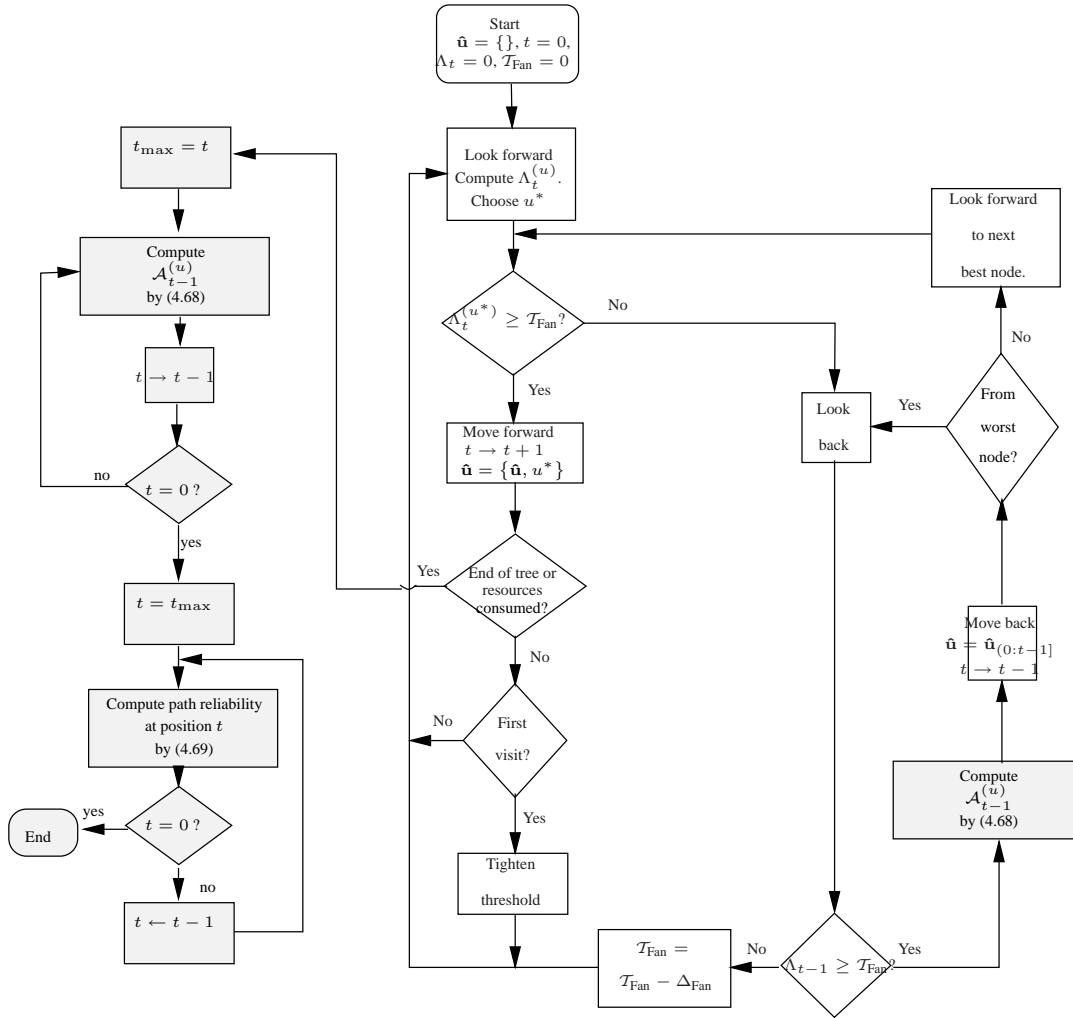 Start
û = {}, t = 0,
Λ_t = 0, 𝒯_Fan = 0
Look forward
Compute Λ_t^(u).
Choose u*
Λ_t^(u*) ≥ 𝒯_Fan?
No
Yes
Move forward
t → t + 1
û = {û, u*}
End of tree or
resources
consumed?
Yes
No
First
visit?
No
Yes
Tighten
threshold
𝒯_Fan =
𝒯_Fan − Δ_Fan
No
Λ_{t−1} ≥ 𝒯_Fan?
Yes
Look
back
Compute
𝒜_{t−1}^(u)
by (4.68)
Move back
û = û_(0:t−1]
t → t − 1
From
worst
node?
Yes
No
Look forward
to next
best node.
t_max = t
Compute
𝒜_{t−1}^(u)
by (4.68)
t → t − 1
t = 0 ?
no
yes
t = t_max
Compute path reliability
at position t
by (4.69)
t = 0 ?
yes
End
no
t ← t − 1